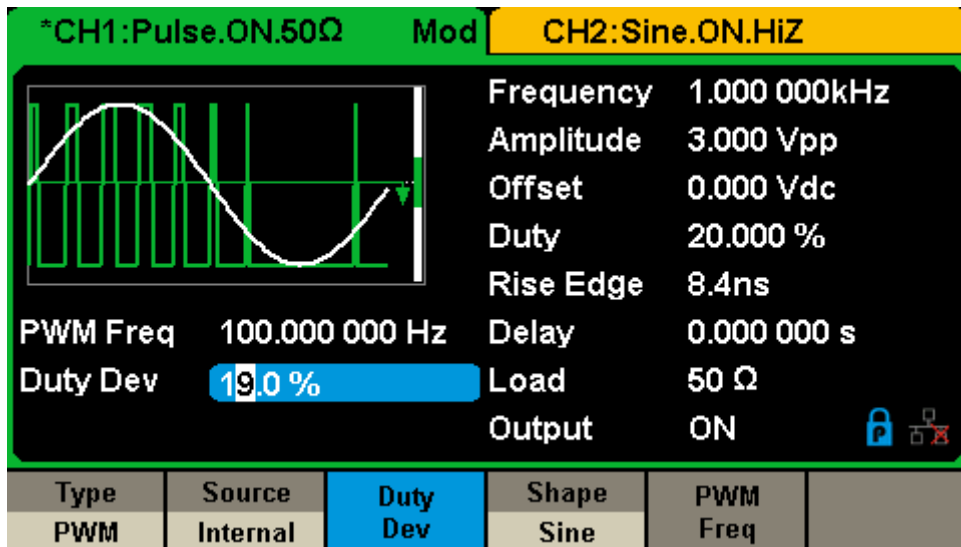 *CH1:Pulse.ON.50Ω Mod
CH2:Sine.ON.HiZ
Frequency 1.000 000kHz
Amplitude 3.000 Vpp
Offset 0.000 Vdc
Duty 20.000 %
Rise Edge 8.4ns
PWM Freq 100.000 000 Hz
Delay 0.000 000 s
Duty Dev 19.0 %
Load 50 Ω
Output ON
P
Type PWM
Source Internal
Duty Dev
Shape Sine
PWM Freq